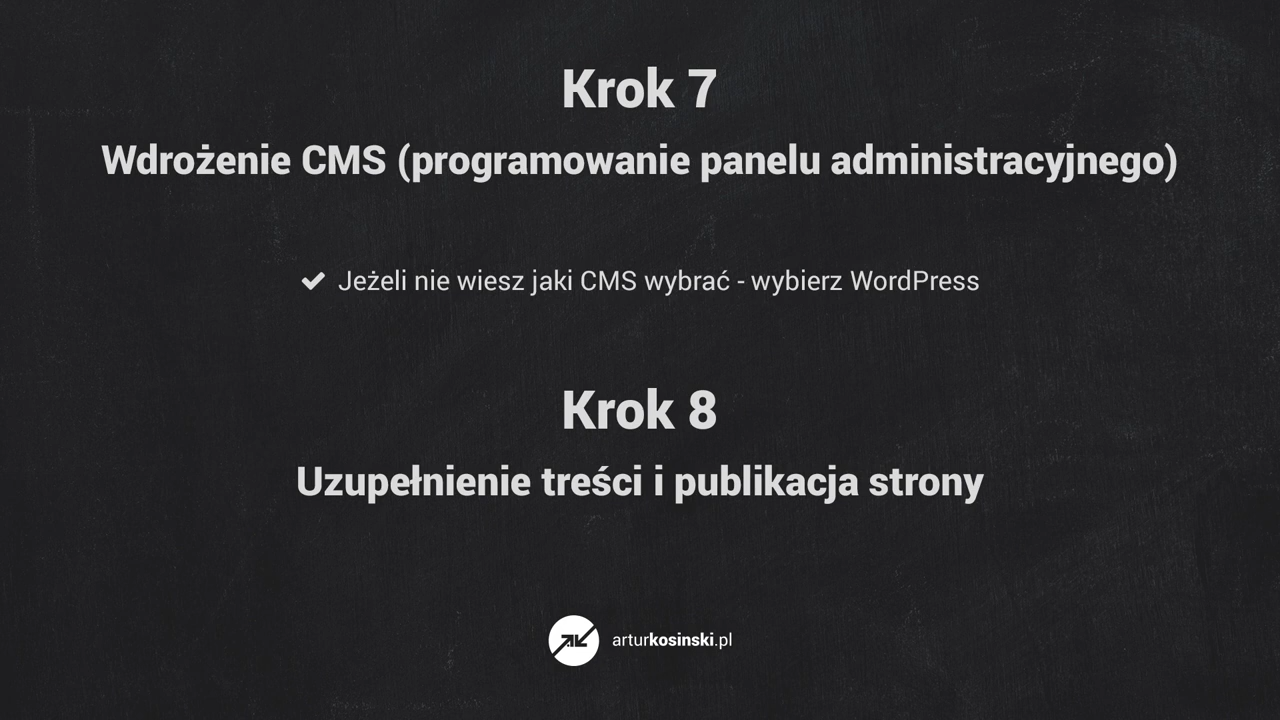 Krok 7
Wdrożenie CMS (programowanie panelu administracyjnego)
Jeżeli nie wiesz jaki CMS wybrać - wybierz WordPress
Krok 8
Uzupełnienie treści i publikacja strony
arturkosinski.pl